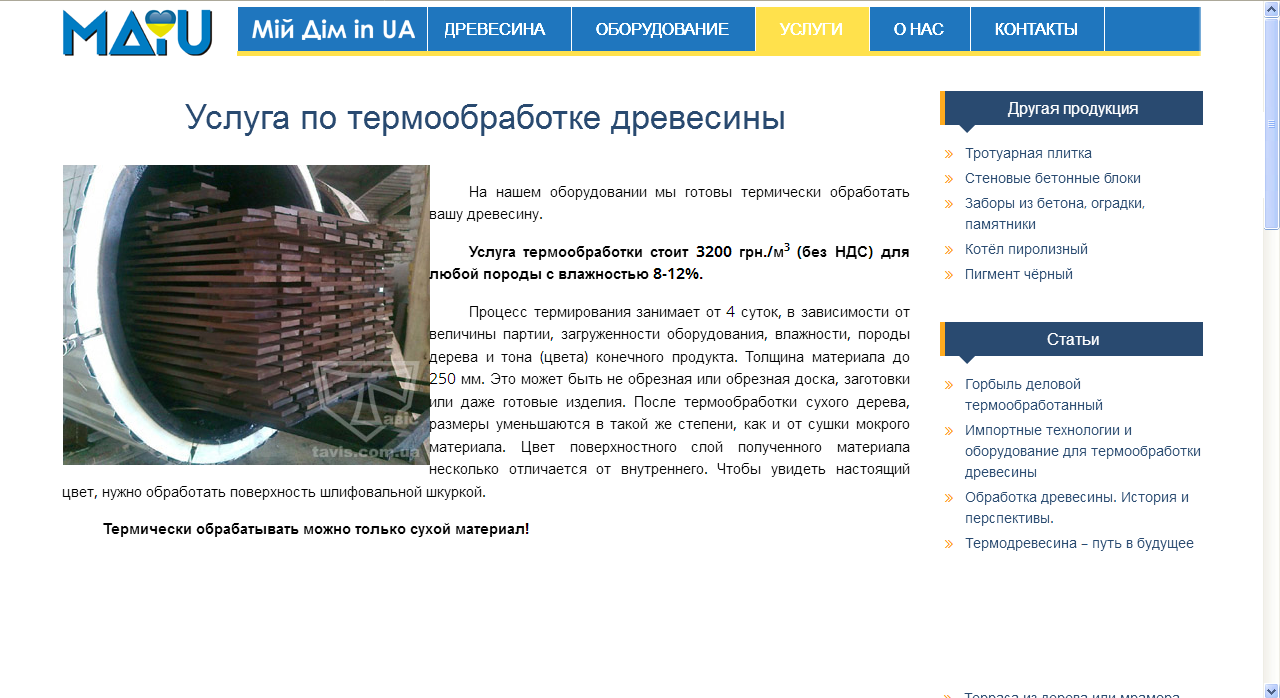 МДіU
Мій Дім in UA
ДРЕВЕСИНА
ОБОРУДОВАНИЕ
УСЛУГИ
О НАС
КОНТАКТЫ
Услуга по термообработке древесины
На нашем оборудовании мы готовы термически обработать
вашу древесину.
Услуга термообработки стоит 3200 грн./м³ (без НДС) для
любой породы с влажностью 8-12%.
Процесс термирования занимает от 4 суток, в зависимости от
величины партии, загруженности оборудования, влажности, породы
дерева и тона (цвета) конечного продукта. Толщина материала до
250 мм. Это может быть не обрезная или обрезная доска, заготовки
или даже готовые изделия. После термообработки сухого дерева,
размеры уменьшаются в такой же степени, как и от сушки мокрого
материала. Цвет поверхностного слой полученного материала
несколько отличается от внутреннего. Чтобы увидеть настоящий
цвет, нужно обработать поверхность шлифовальной шкуркой.
Термически обрабатывать можно только сухой материал!
Тавіс
tavis.com.ua
Другая продукция
Тротуарная плитка
Стеновые бетонные блоки
Заборы из бетона, оградки,
памятники
Котёл пиролизный
Пигмент чёрный
Статьи
Горбыль деловой
термообработанный
Импортные технологии и
оборудование для термообработки
древесины
Обработка древесины. История и
перспективы.
Термодревесина – путь в будущее
Терраса из дерева или мрамора